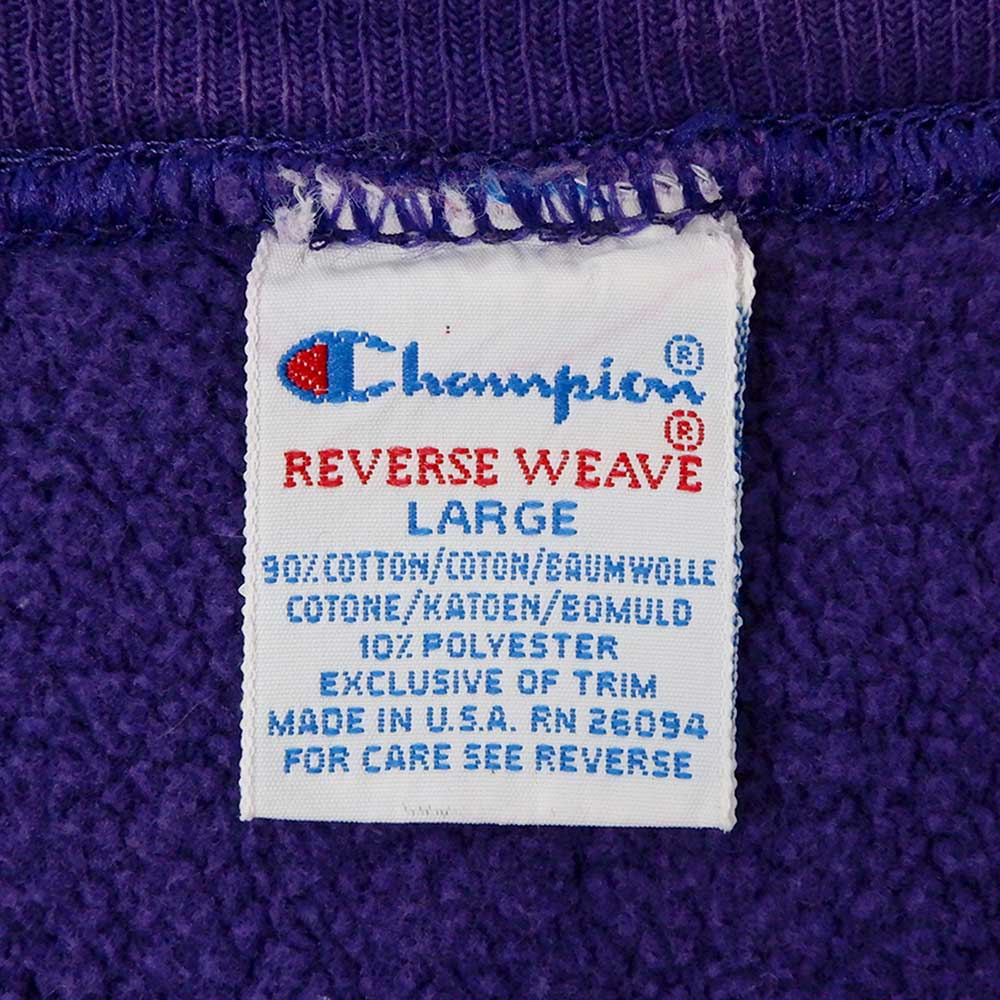 Champion®
REVERSE WEAVE®
LARGE
90% COTTON/COTON/BAUMWOLLE
COTONE/KATOEN/BOMULD
10% POLYESTER
EXCLUSIVE OF TRIM
MADE IN U.S.A. RN 26094
FOR CARE SEE REVERSE